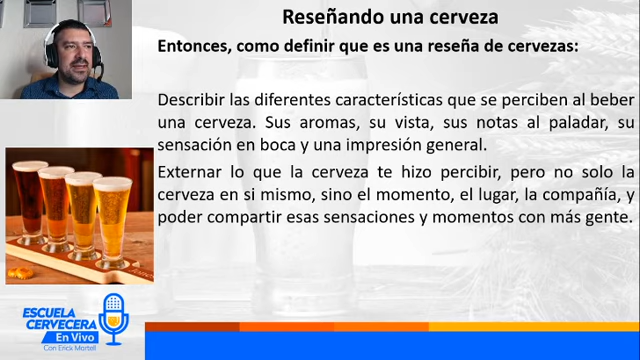 Reseñando una cerveza
Entonces, como definir que es una reseña de cervezas:
Describir las diferentes características que se perciben al beber
una cerveza. Sus aromas, su vista, sus notas al paladar, su
sensación en boca y una impresión general.
Externar lo que la cerveza te hizo percibir, pero no solo la
cerveza en si mismo, sino el momento, el lugar, la compañía, y
poder compartir esas sensaciones y momentos con más gente.
ESCUELA
CERVECERA
En Vivo
Con Erick Martell